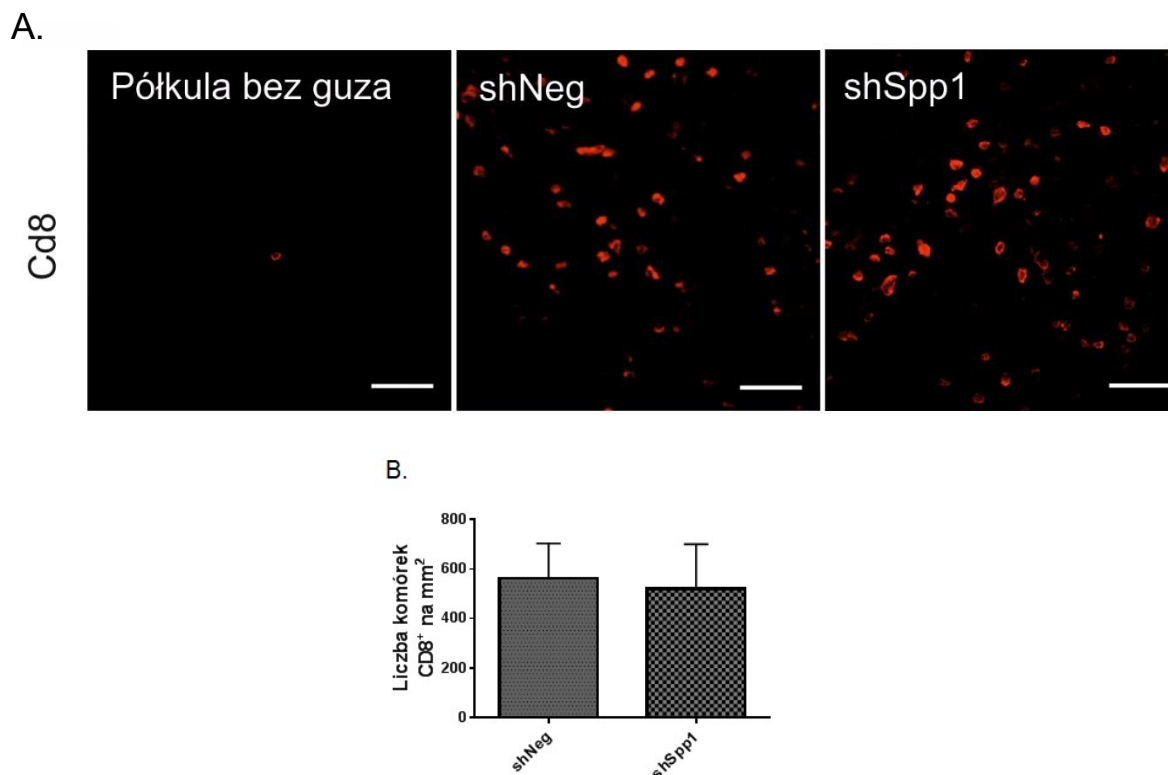 A.
Półkula bez guza
shNeg
shSpp1
Cd8
B.
Liczba komórek
CD8⁺ na mm²
800
600
400
200
0
shNeg
shSpp1